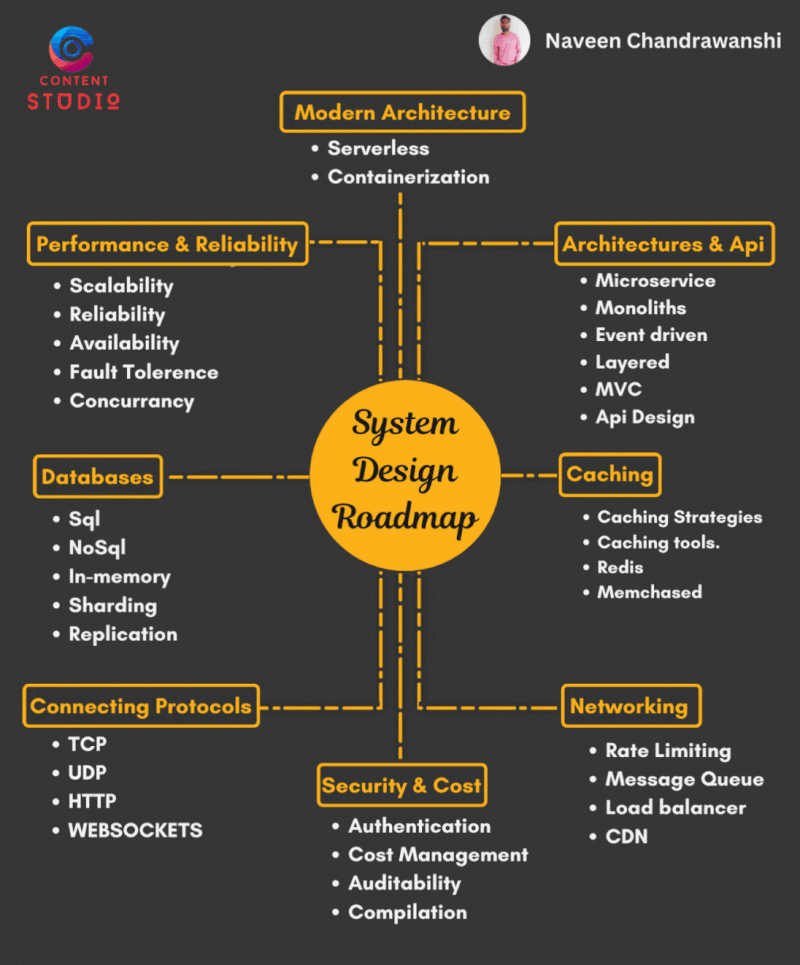 CONTENT
STUDIO
Naveen Chandrawanshi
Modern Architecture
• Serverless
• Containerization
Performance & Reliability
• Scalability
• Reliability
• Availability
• Fault Tolerence
• Concurrancy
Architectures & Api
• Microservice
• Monoliths
• Event driven
• Layered
• MVC
• Api Design
System
Design
Roadmap
Databases
• Sql
• NoSql
• In-memory
• Sharding
• Replication
Caching
• Caching Strategies
• Caching tools.
• Redis
• Memchased
Connecting Protocols
• TCP
• UDP
• HTTP
• WEBSOCKETS
Security & Cost
• Authentication
• Cost Management
• Auditability
• Compilation
Networking
• Rate Limiting
• Message Queue
• Load balancer
• CDN